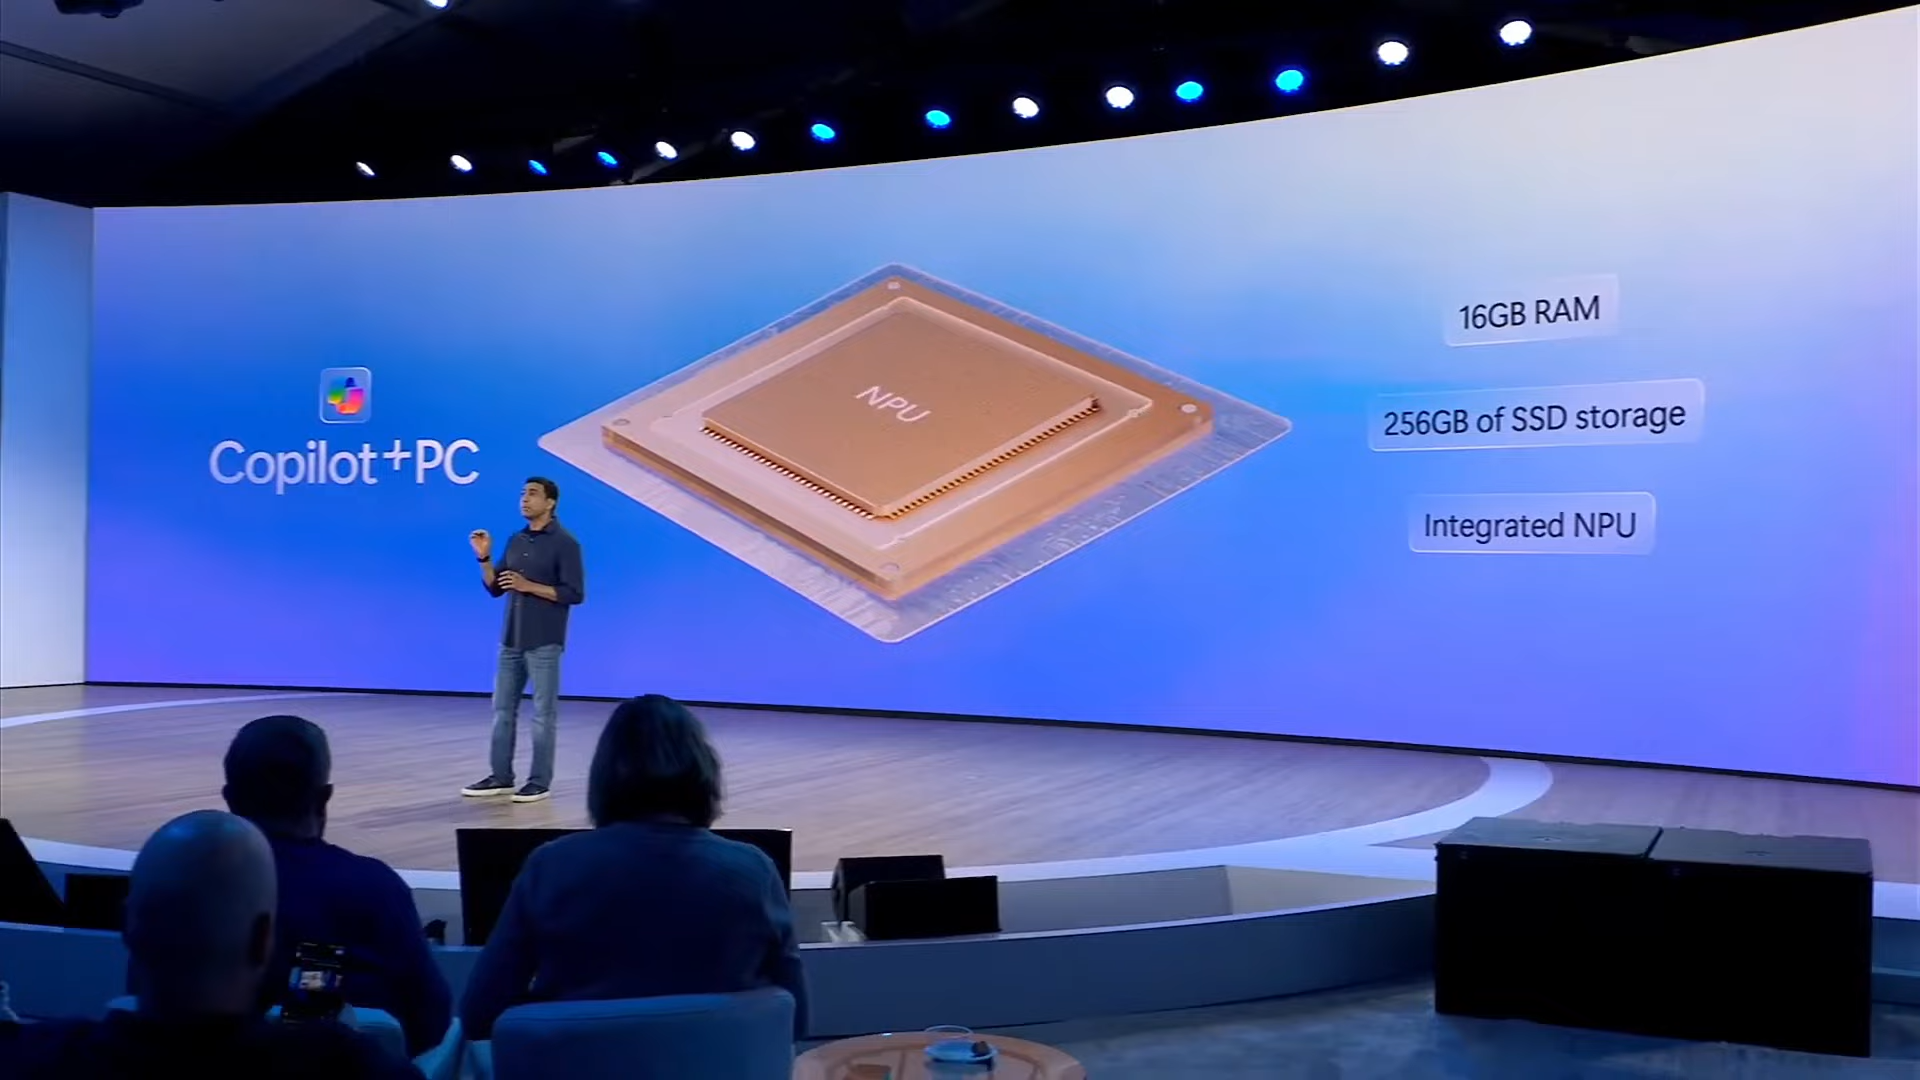 Copilot+PC
NPU
16GB RAM
256GB of SSD storage
Integrated NPU